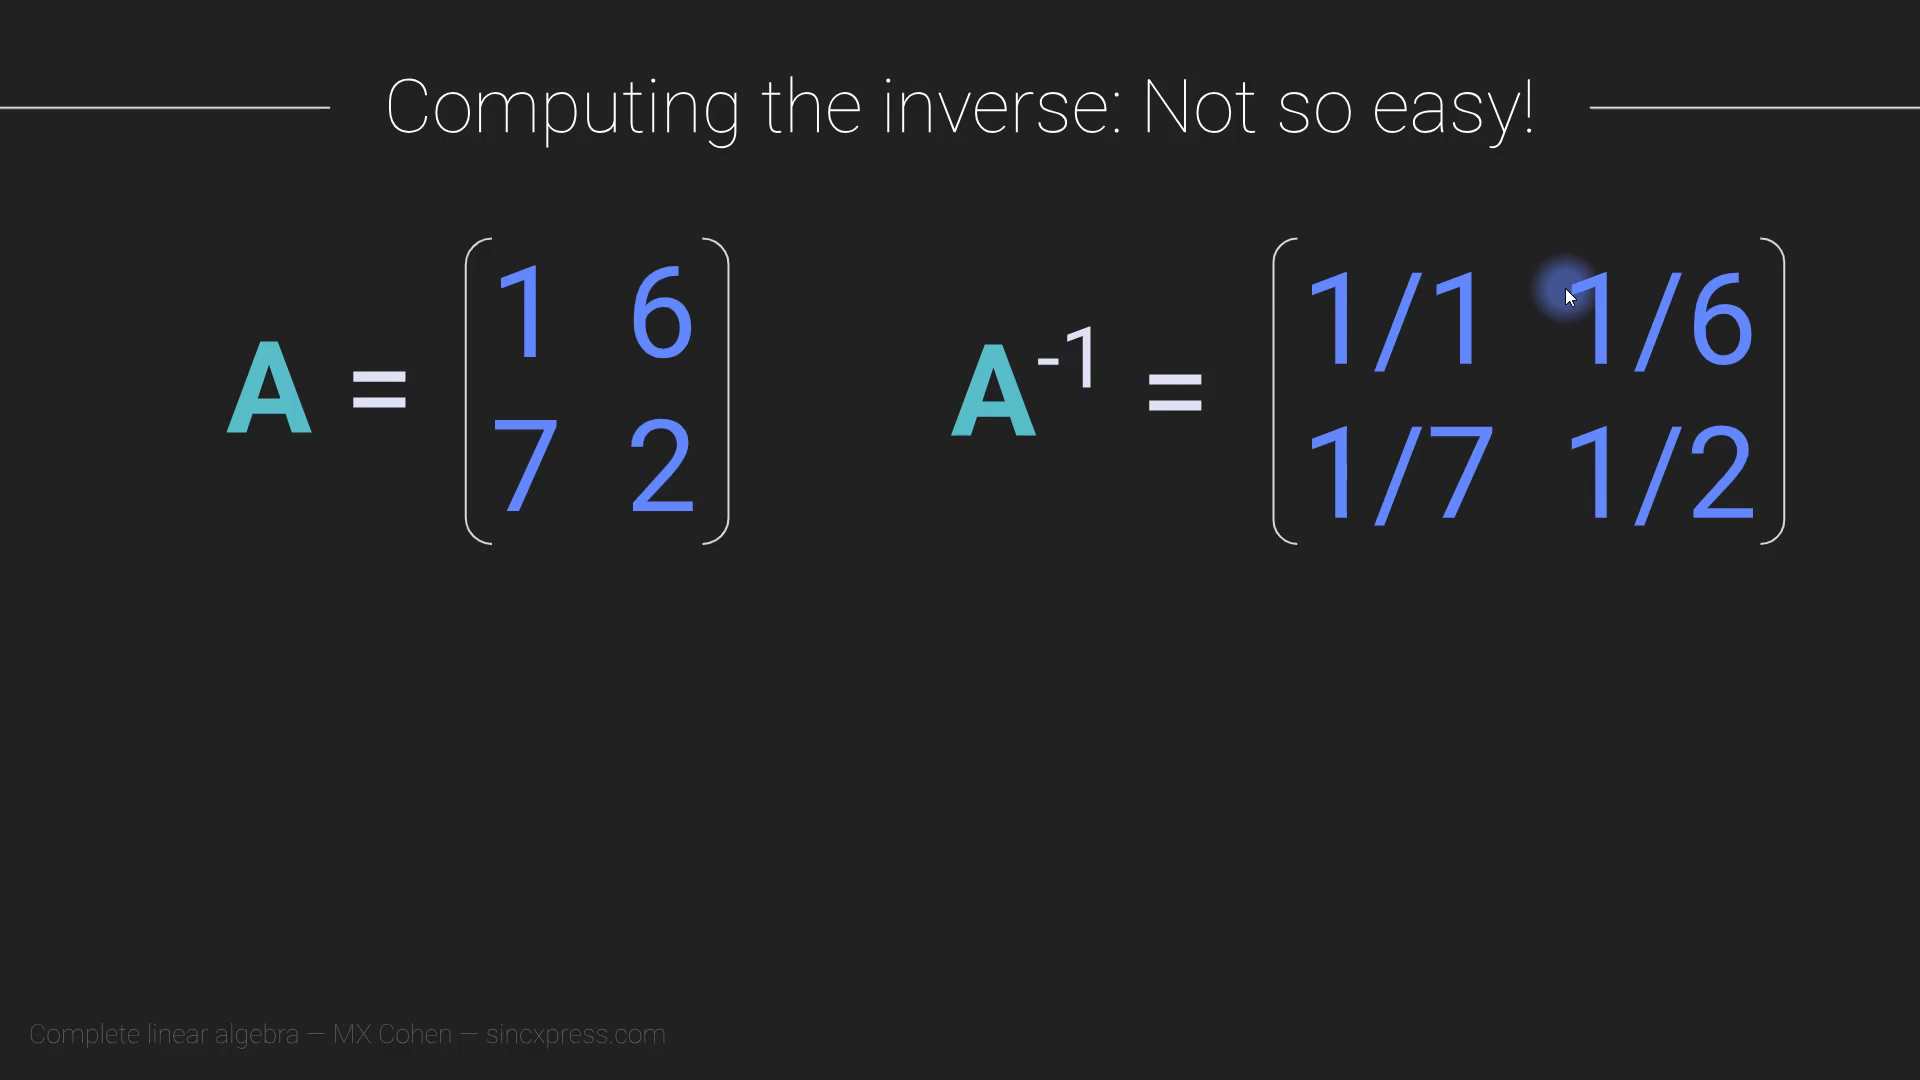 Computing the inverse: Not so easy!
A = 1 6
7 2
A-1 = 1/1 1/6
1/7 1/2
Complete linear algebra — MX Cohen — sincxpress.com